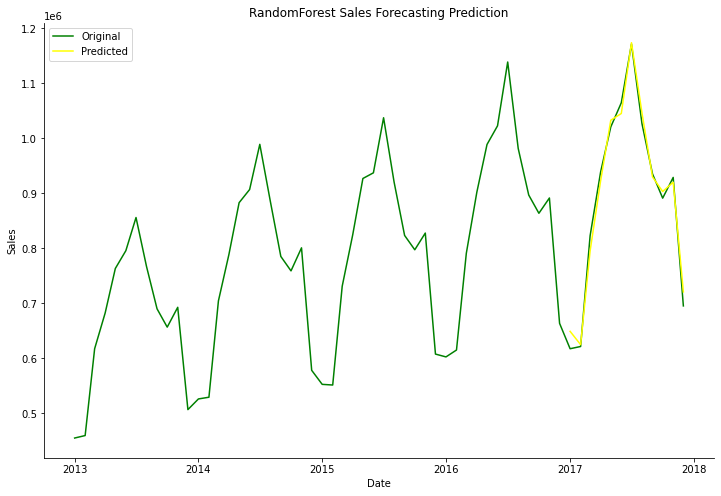 RandomForest Sales Forecasting Prediction
1e6
Original
Predicted
1.2
1.1
1.0
0.9
0.8
0.7
0.6
0.5
Sales
2013 2014 2015 2016 2017 2018
Date